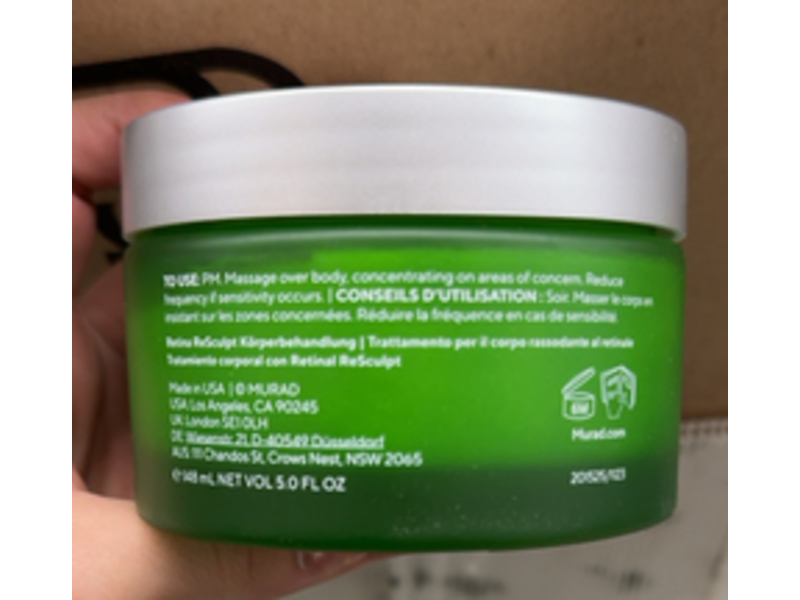 TO USE: PM. Massage over body, concentrating on areas of concern. Reduce
frequency if sensitivity occurs. | CONSEILS D'UTILISATION : Soir. Masser le corps en
insistant sur les zones concernées. Réduire la fréquence en cas de sensibilité.
Retinal ReSculpt Körperbehandlung | Trattamento per il corpo rassodante al retinale
Tratamiento corporal con Retinal ReSculpt
Made in USA | © MURAD
USA: Los Angeles, CA 90245
UK: London SE1 0LH
DE: Wiesenstr. 21, D-40549 Düsseldorf
AUS: 111 Chandos St, Crows Nest, NSW 2065
℮ 148 mL NET VOL 5.0 FL OZ
6M
Murad.com
201525/1123